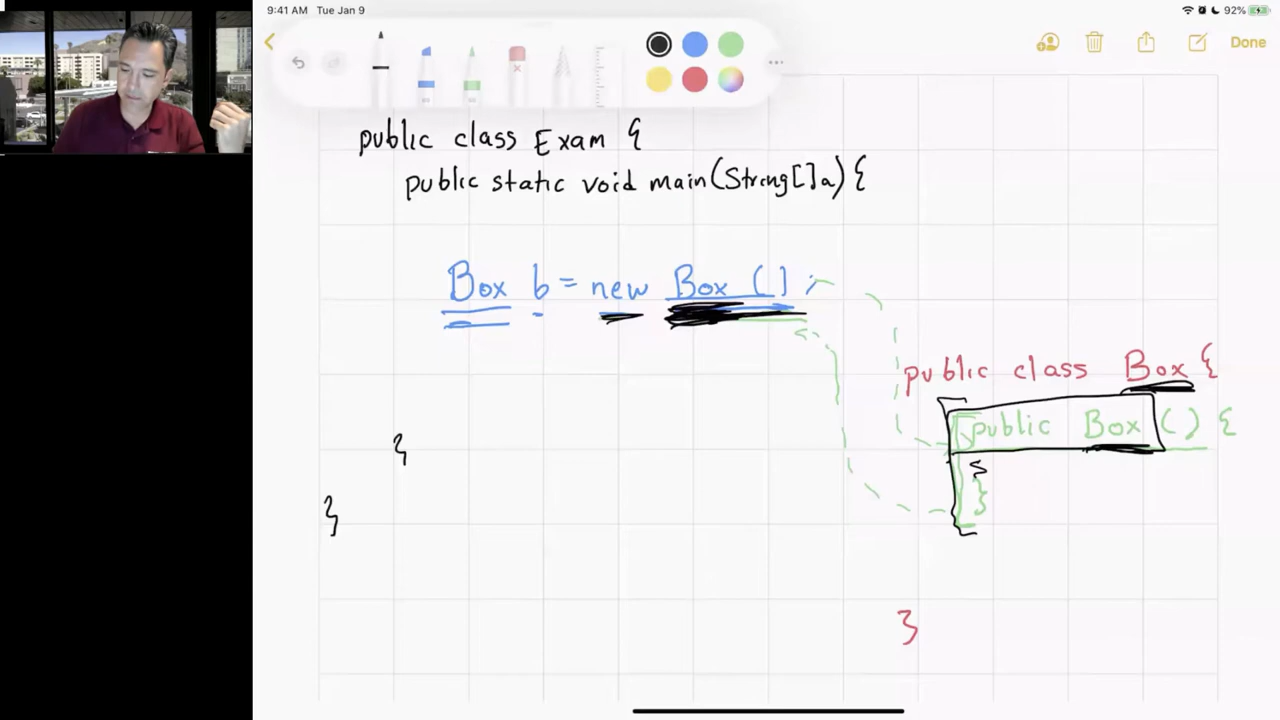 9:41 AM Tue Jan 9
92%
Done
public class Exam {
public static void main(String[]a){
Box b = new Box();
public class Box {
public Box () {
}
}
}
}